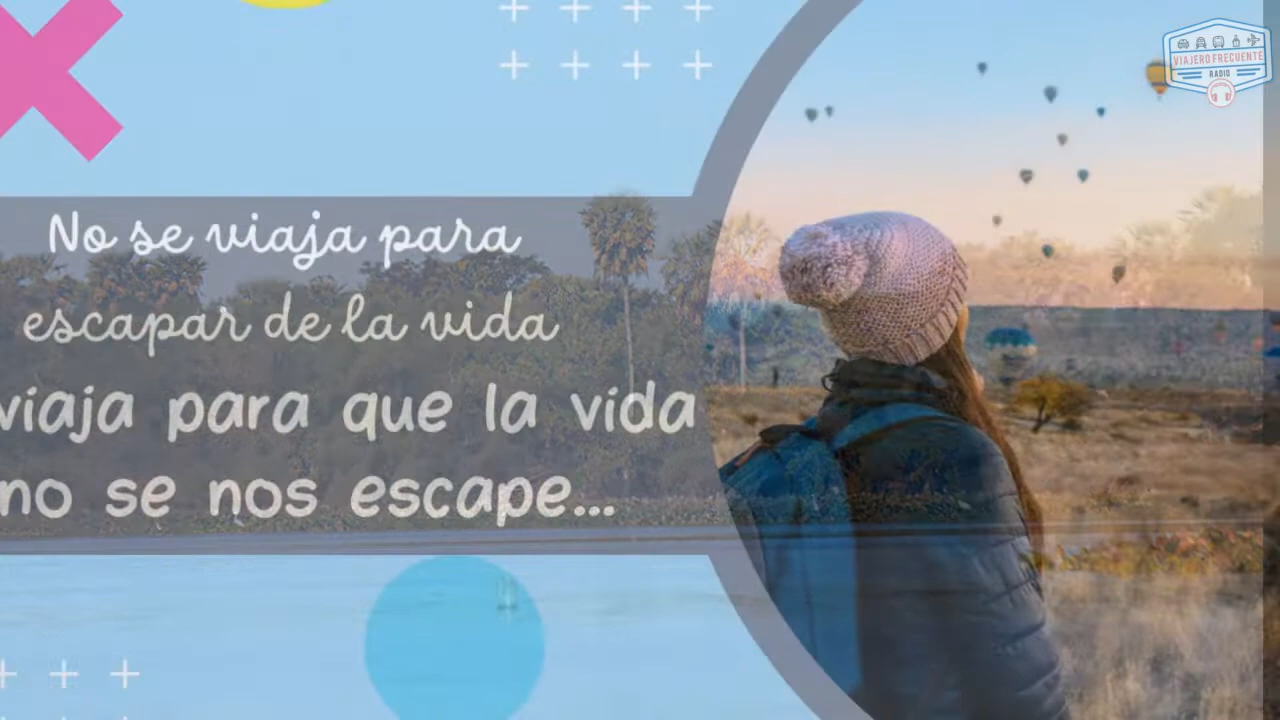 No se viaja para
escapar de la vida
viaja para que la vida
no se nos escape...
VIAJERO FRECUENTE
RADIO